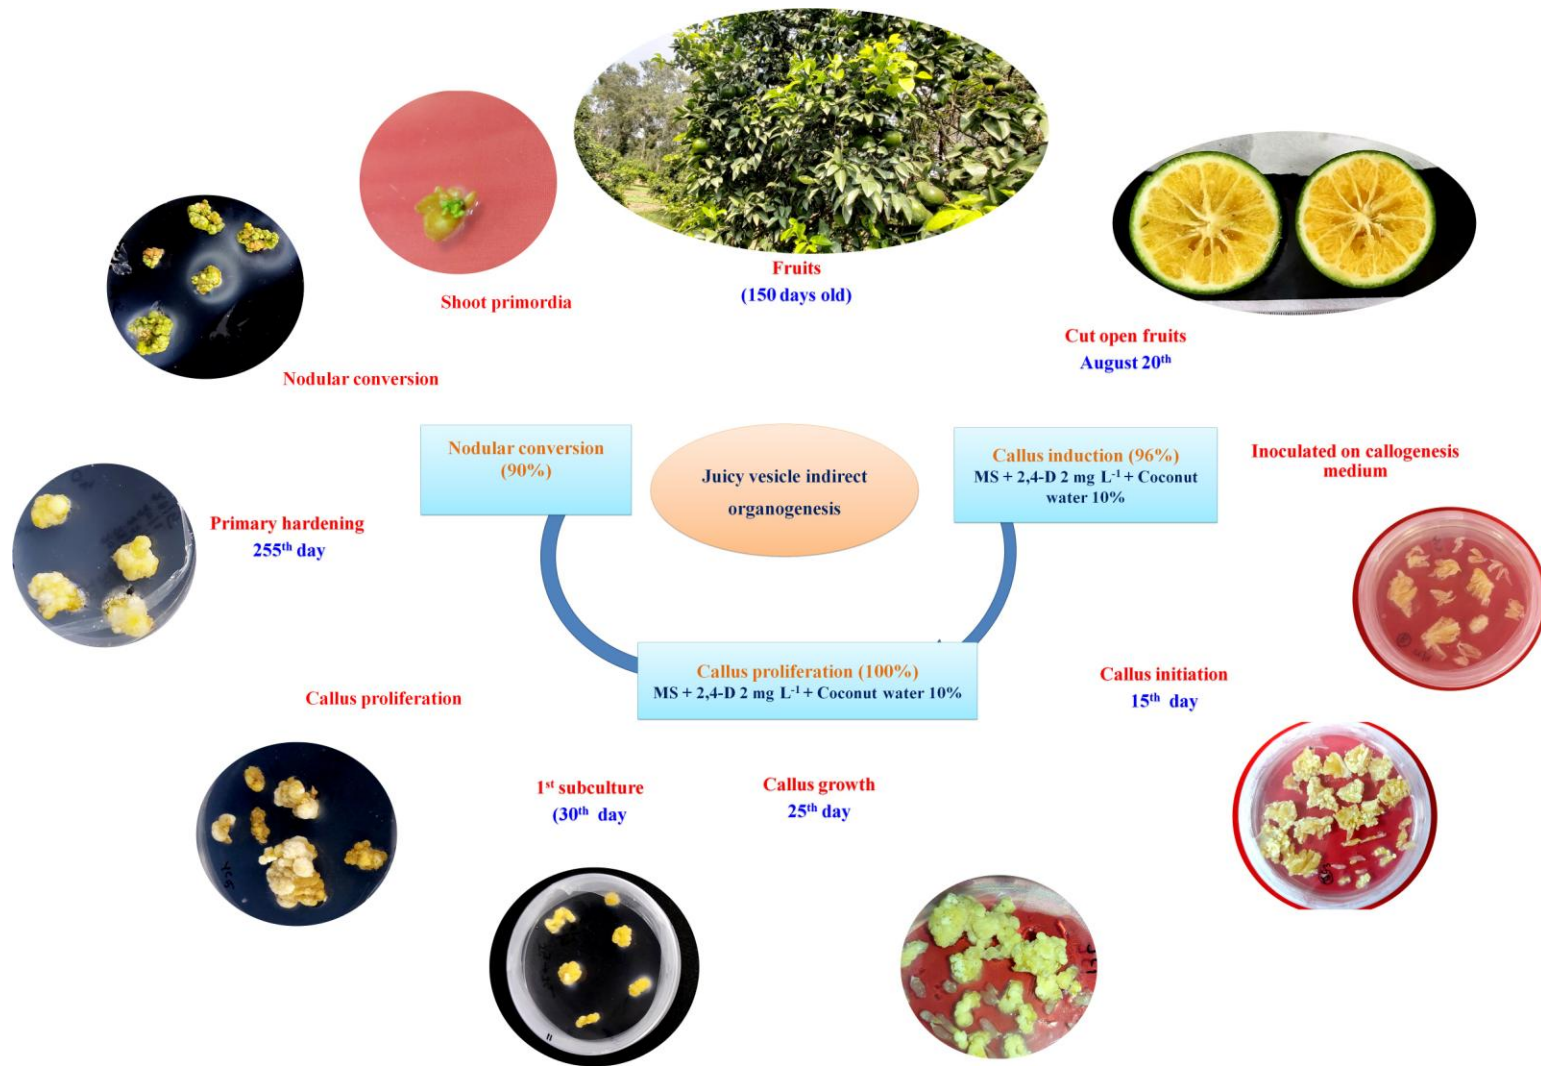 Fruits
(150 days old)
Shoot primordia
Cut open fruits
August 20th
Nodular conversion
Nodular conversion
(90%)
Juicy vesicle indirect
organogenesis
Callus induction (96%)
MS + 2,4-D 2 mg L-1 + Coconut
water 10%
Inoculated on callogenesis
medium
Primary hardening
255th day
Callus proliferation (100%)
MS + 2,4-D 2 mg L-1 + Coconut water 10%
Callus initiation
15th day
Callus proliferation
1st subculture
(30th day
Callus growth
25th day